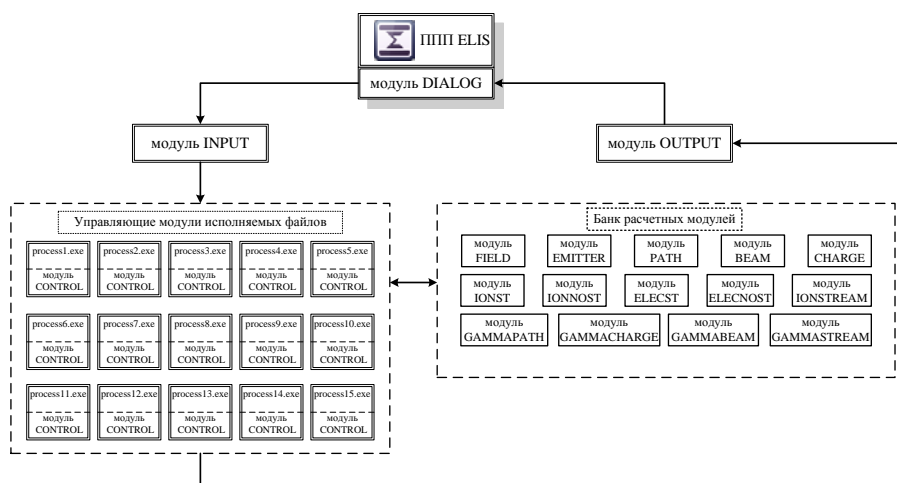 ППП ELIS
модуль DIALOG
модуль INPUT
модуль OUTPUT
Управляющие модули исполняемых файлов
process1.exe
модуль
CONTROL
process2.exe
модуль
CONTROL
process3.exe
модуль
CONTROL
process4.exe
модуль
CONTROL
process5.exe
модуль
CONTROL
process6.exe
модуль
CONTROL
process7.exe
модуль
CONTROL
process8.exe
модуль
CONTROL
process9.exe
модуль
CONTROL
process10.exe
модуль
CONTROL
process11.exe
модуль
CONTROL
process12.exe
модуль
CONTROL
process13.exe
модуль
CONTROL
process14.exe
модуль
CONTROL
process15.exe
модуль
CONTROL
Банк расчетных модулей
модуль
FIELD
модуль
EMITTER
модуль
PATH
модуль
BEAM
модуль
CHARGE
модуль
IONST
модуль
IONNOST
модуль
ELECST
модуль
ELECNOST
модуль
IONSTREAM
модуль
GAMMAPATH
модуль
GAMMACHARGE
модуль
GAMMABEAM
модуль
GAMMASTREAM